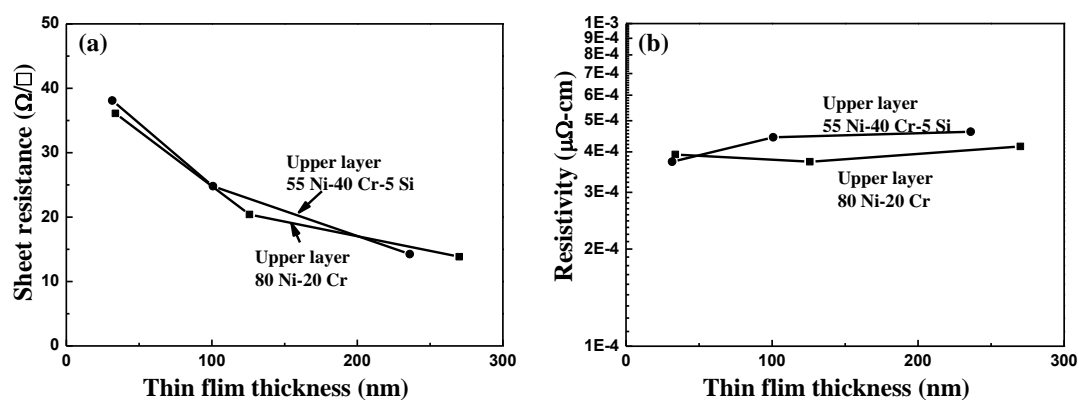 (a)
50
40
30
20
10
0
Sheet resistance (Ω/□)
Upper layer
55 Ni-40 Cr-5 Si
Upper layer
80 Ni-20 Cr
0 100 200 300
Thin flim thickness (nm)
(b)
1E-3
9E-4
8E-4
7E-4
6E-4
5E-4
4E-4
3E-4
2E-4
1E-4
Resistivity (μΩ-cm)
Upper layer
55 Ni-40 Cr-5 Si
Upper layer
80 Ni-20 Cr
0 100 200 300
Thin flim thickness (nm)